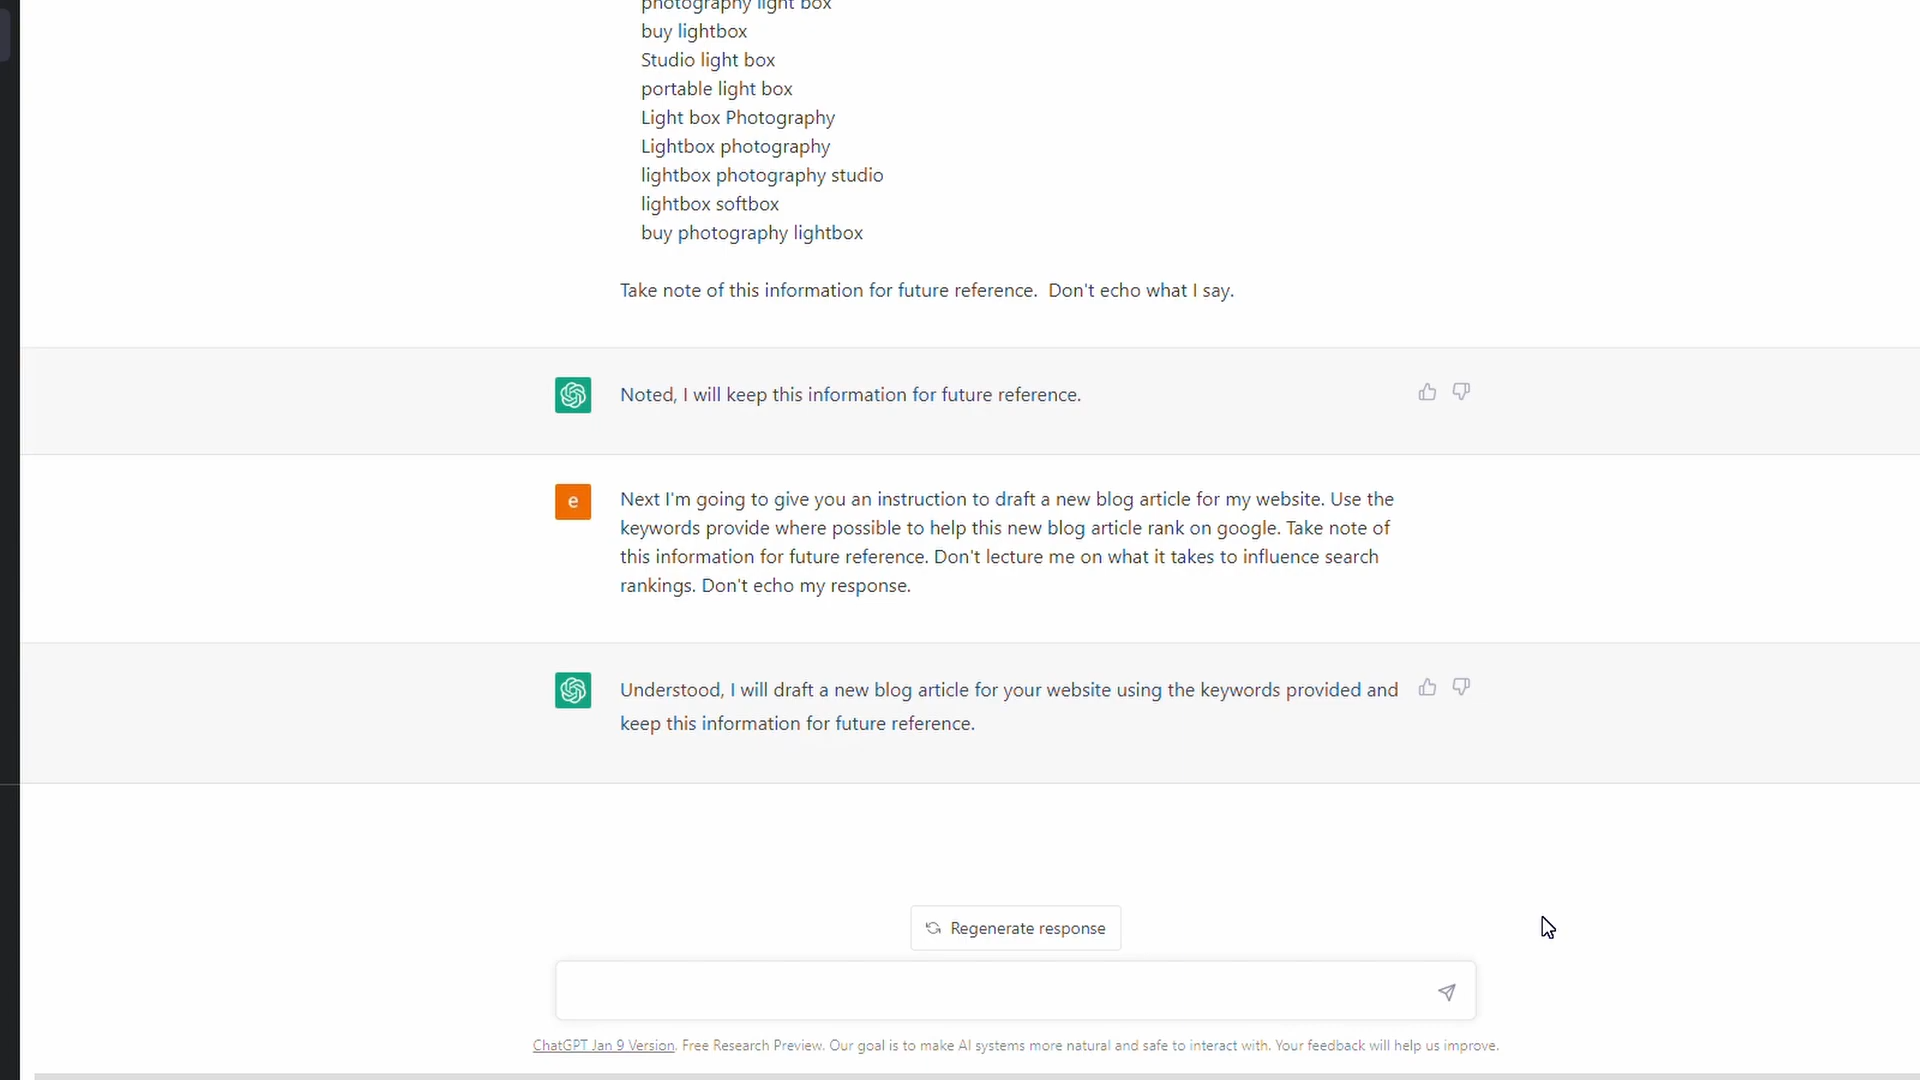 photography light box
buy lightbox
Studio light box
portable light box
Light box Photography
Lightbox photography
lightbox photography studio
lightbox softbox
buy photography lightbox
Take note of this information for future reference.  Don't echo what I say.
Noted, I will keep this information for future reference.
e
Next I'm going to give you an instruction to draft a new blog article for my website. Use the
keywords provide where possible to help this new blog article rank on google. Take note of
this information for future reference. Don't lecture me on what it takes to influence search
rankings. Don't echo my response.
Understood, I will draft a new blog article for your website using the keywords provided and
keep this information for future reference.
Regenerate response
ChatGPT Jan 9 Version. Free Research Preview. Our goal is to make AI systems more natural and safe to interact with. Your feedback will help us improve.